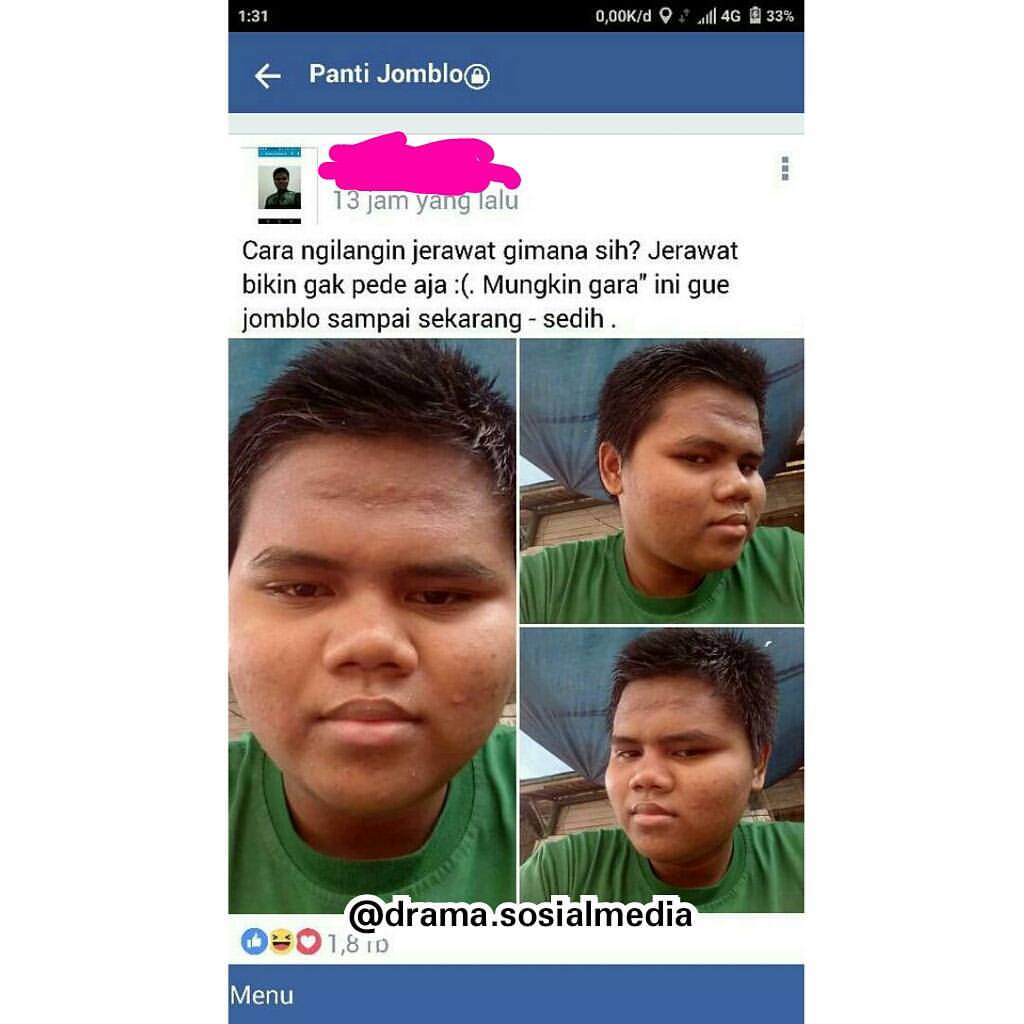 1:31 0,00K/d 4G 33%
Panti Jomblo
13 jam yang lalu
Cara ngilangin jerawat gimana sih? Jerawat
bikin gak pede aja :(. Mungkin gara" ini gue
jomblo sampai sekarang - sedih .
@drama.sosialmedia
1,8 rb
Menu